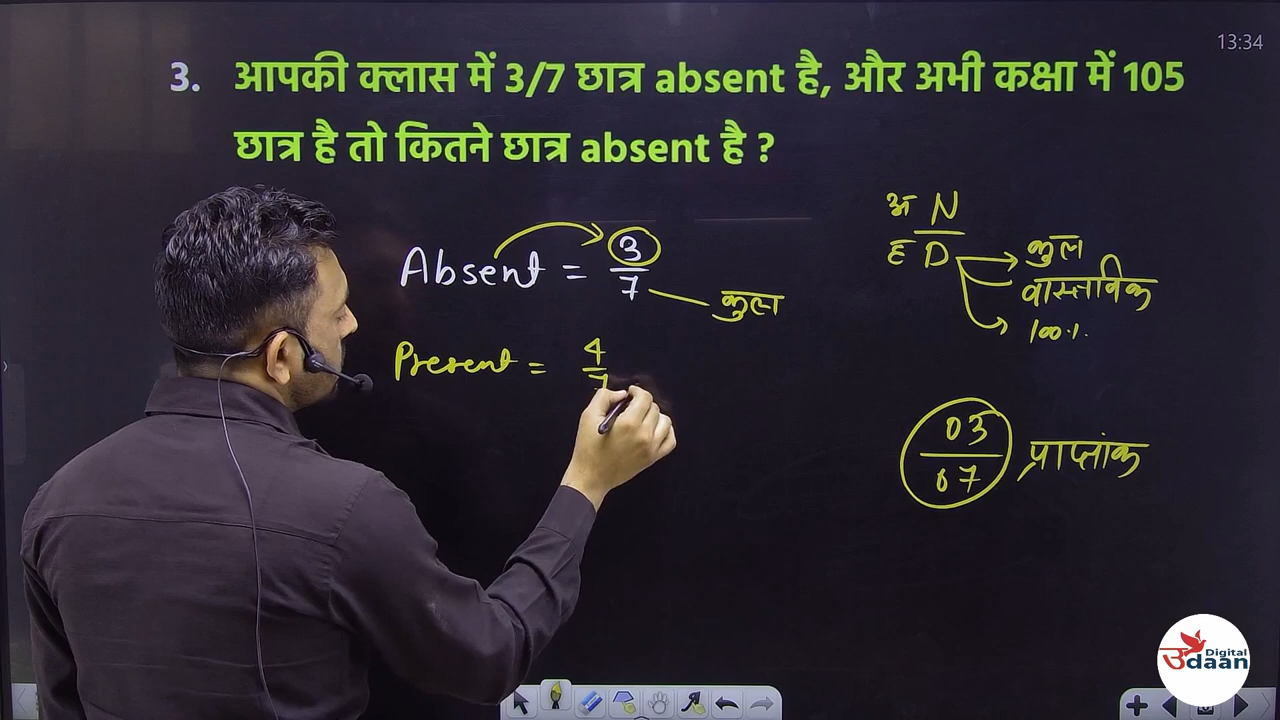 13:34
3. आपकी क्लास में 3/7 छात्र absent है, और अभी कक्षा में 105
छात्र है तो कितने छात्र absent है ?
Absent = 3/7
कुल
Present = 4/7
अ N
ह D
कुल
वास्तविक
100%
03/07 प्राप्तांक
Digital
उdaan